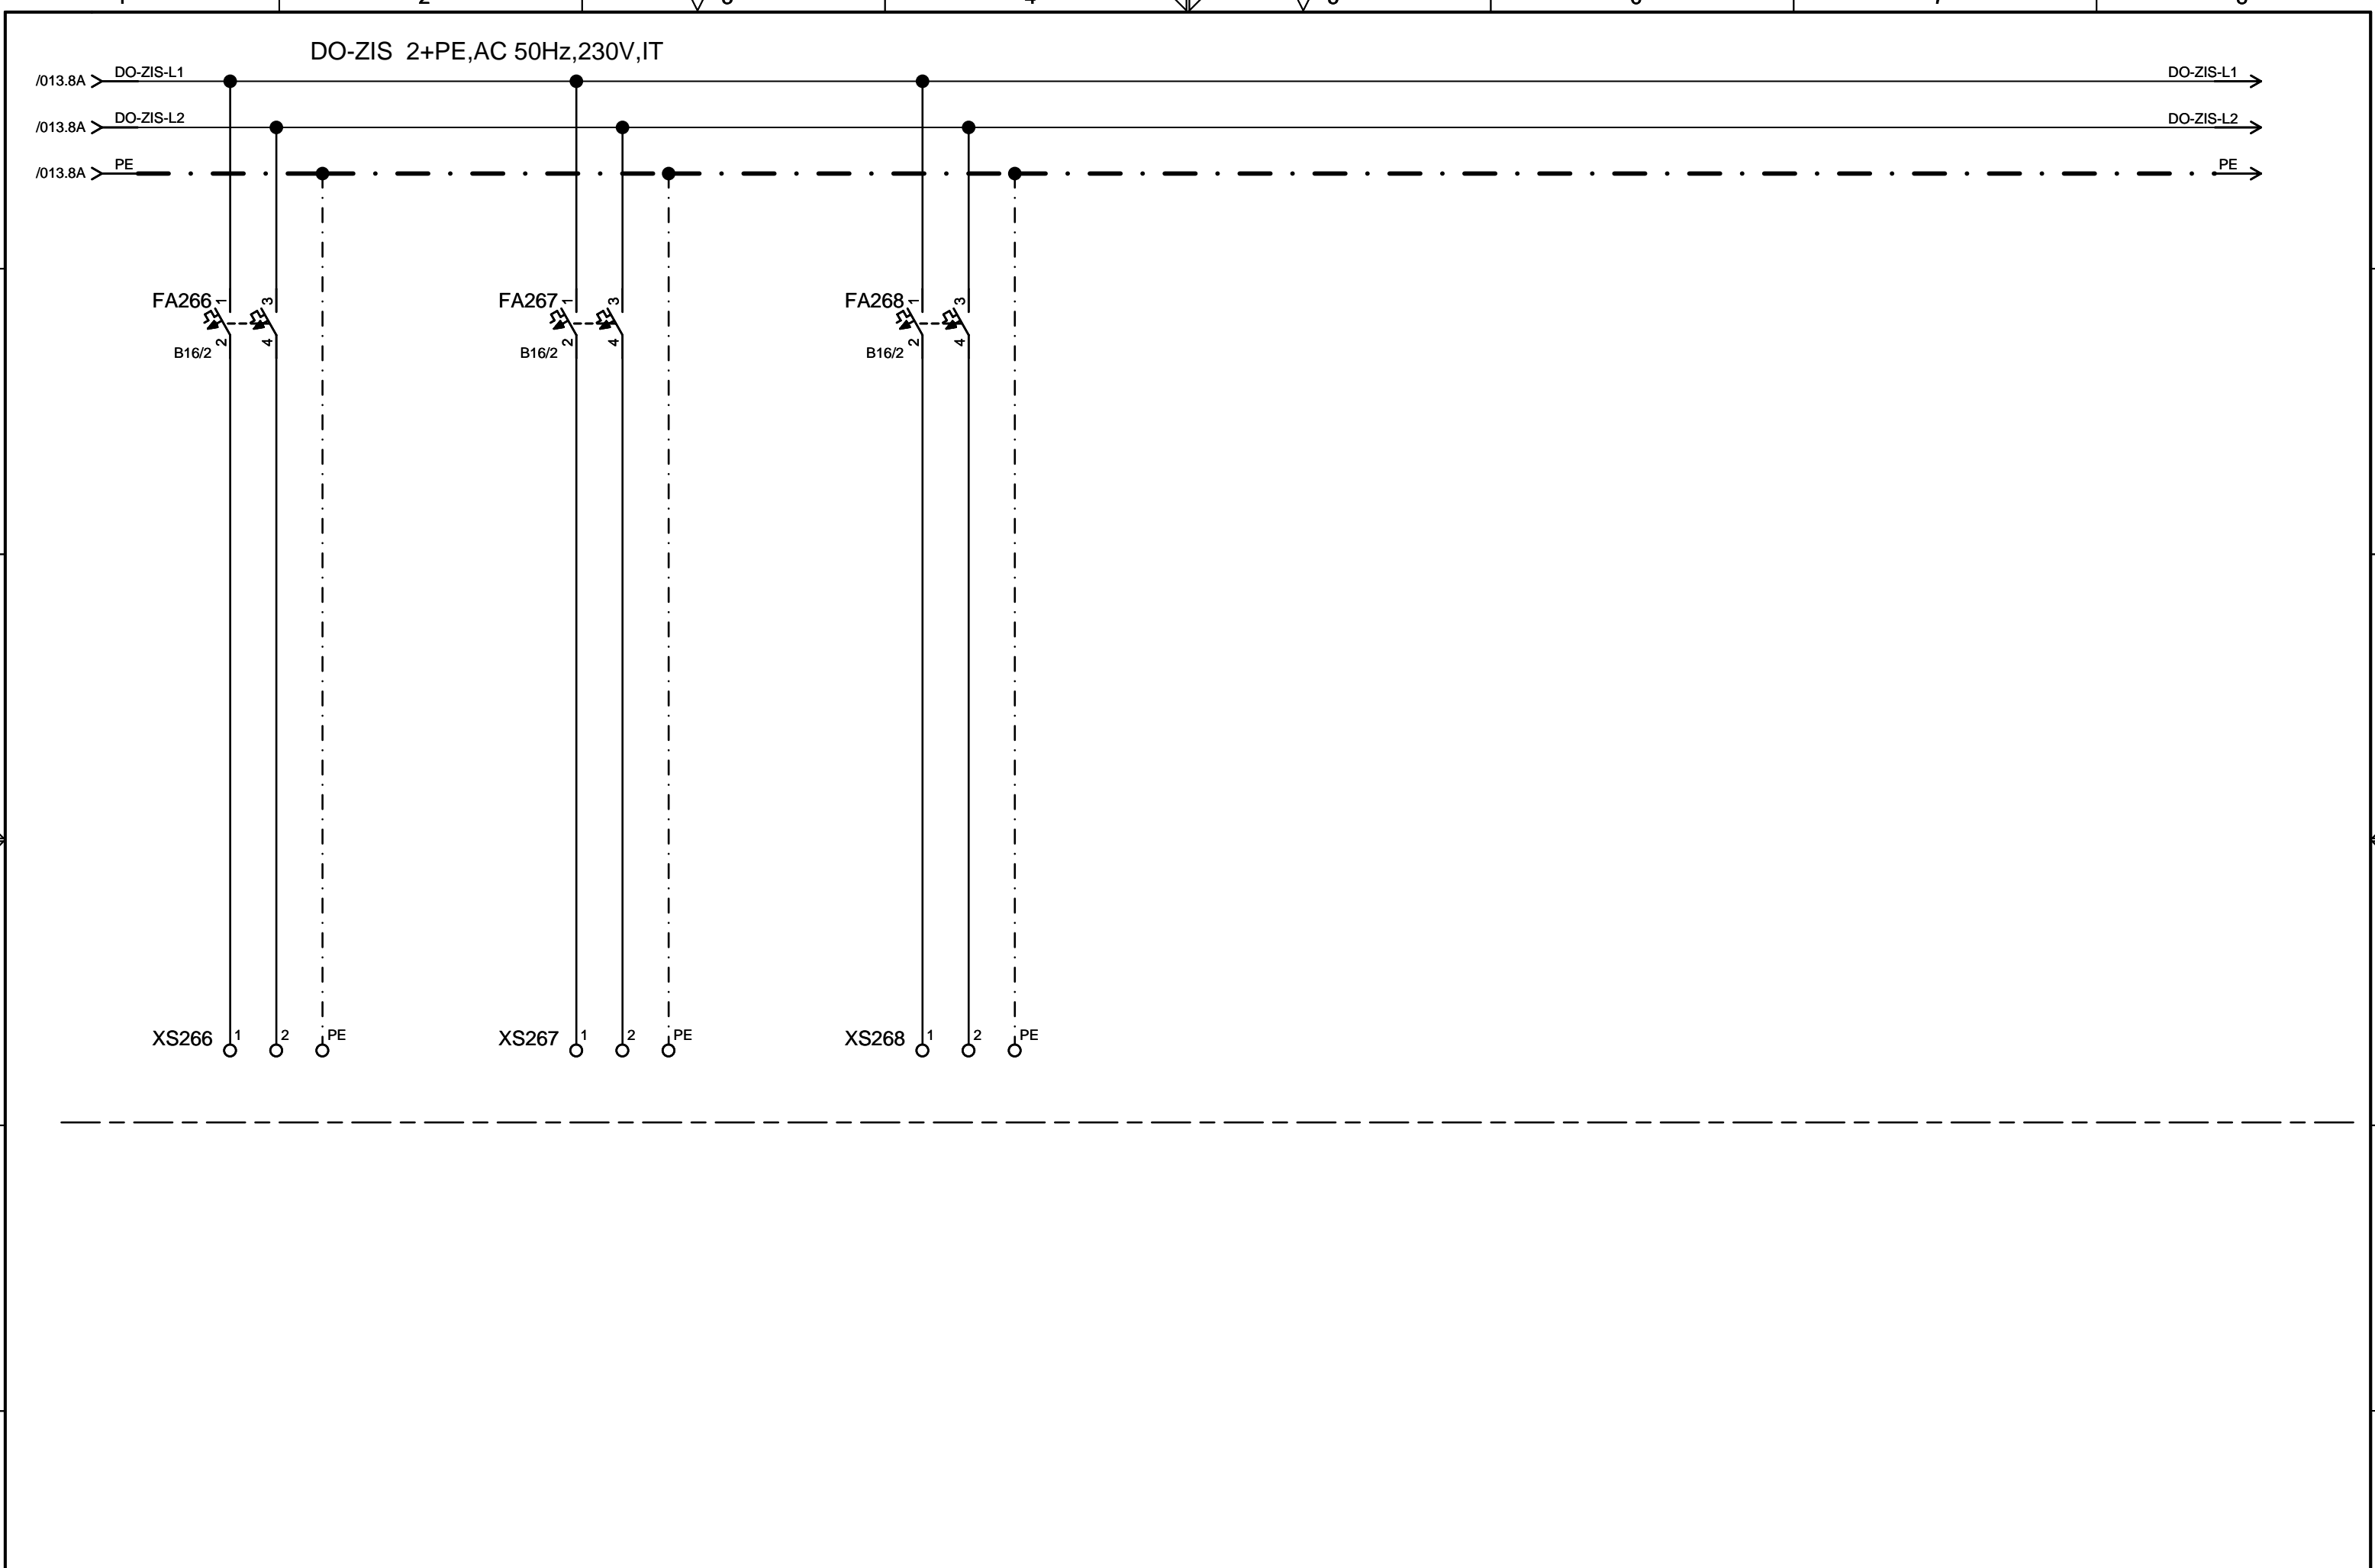 DO-ZIS 2+PE,AC 50Hz,230V,IT
/013.8A DO-ZIS-L1 DO-ZIS-L1
/013.8A DO-ZIS-L2 DO-ZIS-L2
/013.8A PE PE
FA266 1 3 FA267 1 3 FA268 1 3
B16/2 2 4 B16/2 2 4 B16/2 2 4
XS266 1 2 PE XS267 1 2 PE XS268 1 2 PE